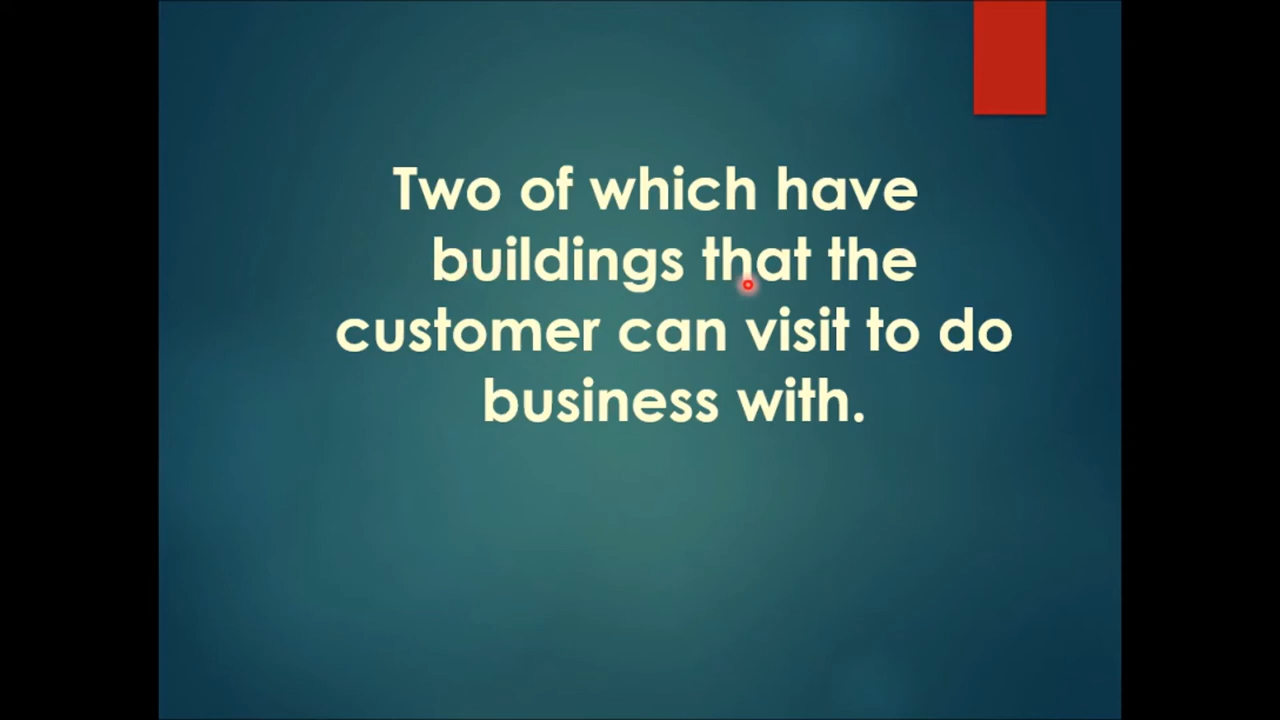 Two of which have
buildings that the
customer can visit to do
business with.